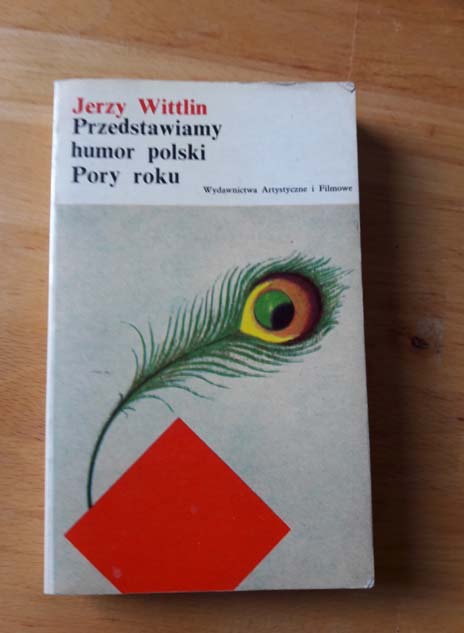 Jerzy Wittlin
Przedstawiamy
humor polski
Pory roku
Wydawnictwa Artystyczne i Filmowe